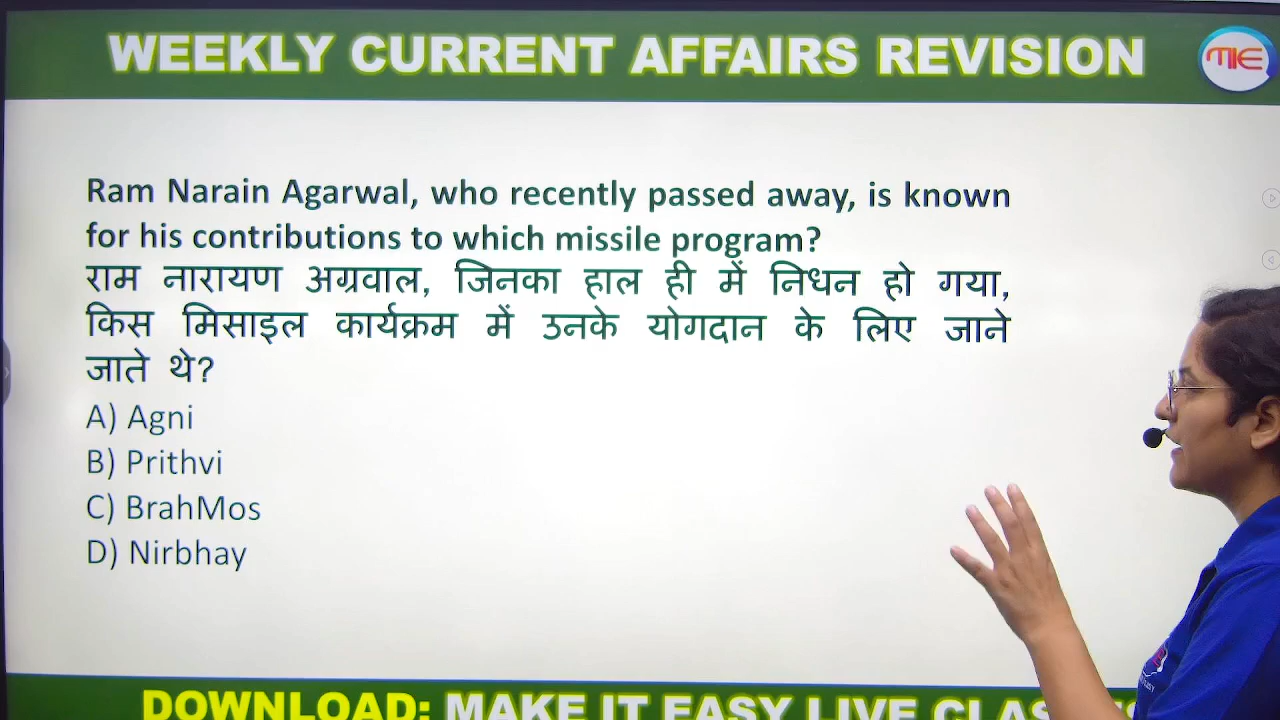 WEEKLY CURRENT AFFAIRS REVISION
MIE
Ram Narain Agarwal, who recently passed away, is known
for his contributions to which missile program?
राम नारायण अग्रवाल, जिनका हाल ही में निधन हो गया,
किस मिसाइल कार्यक्रम में उनके योगदान के लिए जाने
जाते थे?
A) Agni
B) Prithvi
C) BrahMos
D) Nirbhay
DOWNLOAD: MAKE IT EASY LIVE